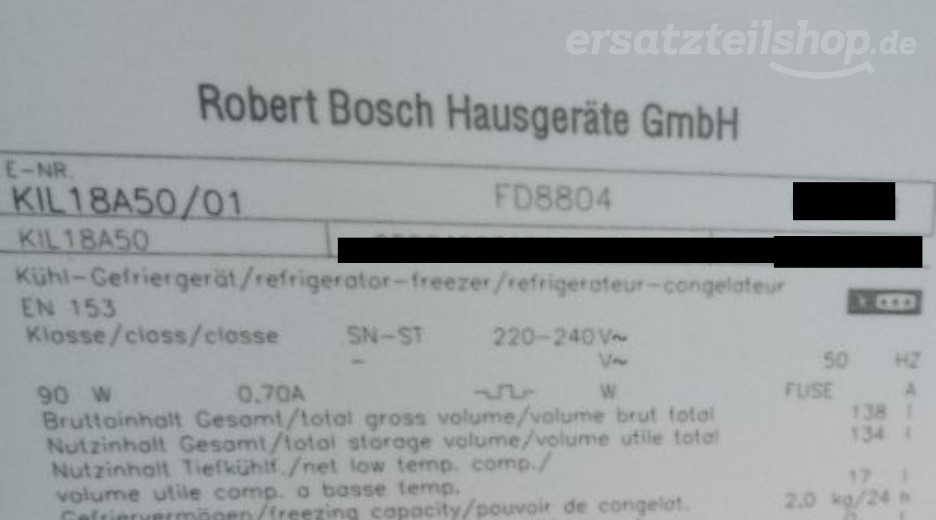 ersatzteilshop.de
Robert Bosch Hausgeräte GmbH
E-NR.
KIL18A50/01 FD8804
KIL18A50
Kühl-Gefriergerät/refrigerator-freezer/refrigerateur-congelateur
EN 153
Klasse/class/classe SN-ST 220-240V~
- V~ 50 HZ
90 W 0.70A W FUSE A
Bruttoinhalt Gesamt/total gross volume/volume brut total 138 l
Nutzinhalt Gesamt/total storage volume/volume utile total 134 l
Nutzinhalt Tiefkühlf./net low temp. comp./
volume utile comp. a basse temp. 17 l
Gefriervermögen/freezing capacity/pouvoir de congelat. 2.0 kg/24 h